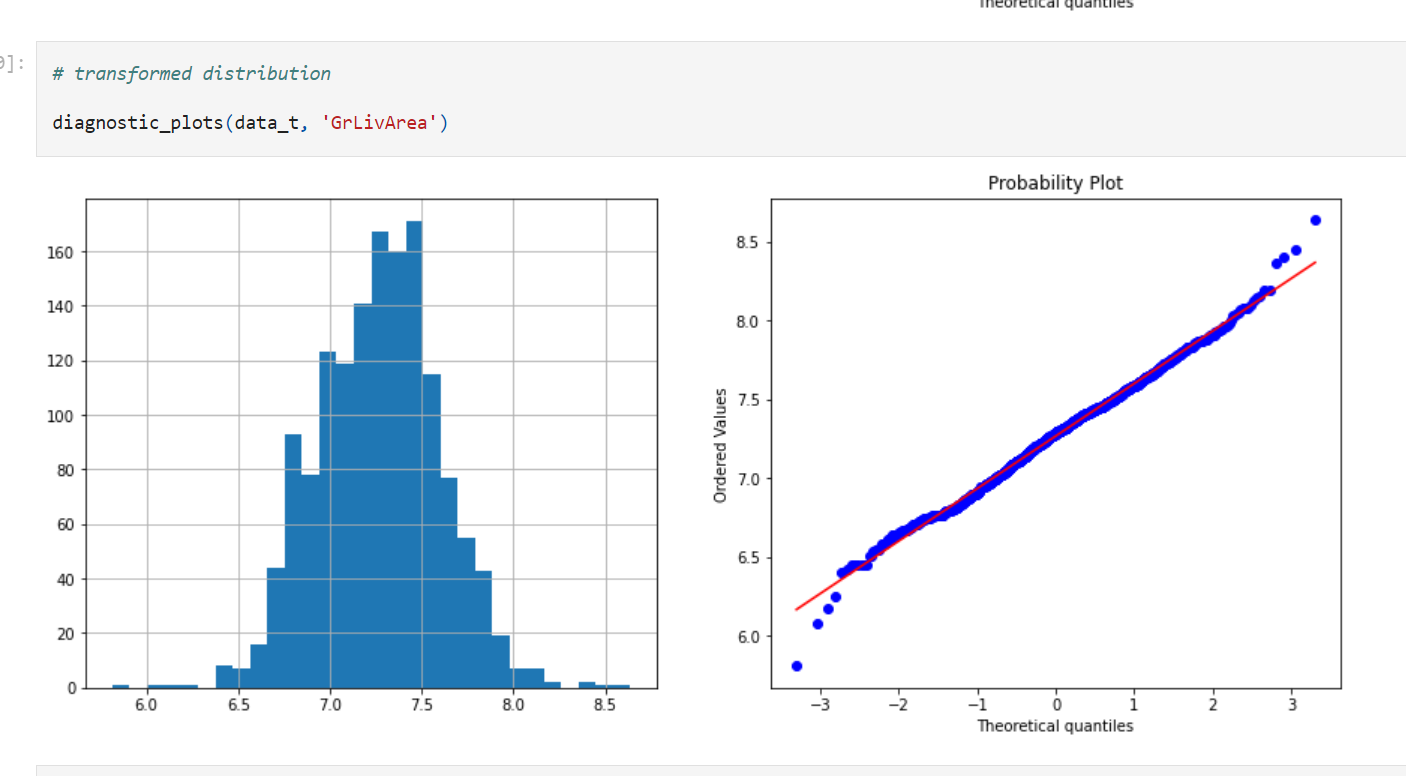 Theoretical quantiles
]:
# transformed distribution
diagnostic_plots(data_t, 'GrLivArea')
160
140
120
100
80
60
40
20
0
6.0 6.5 7.0 7.5 8.0 8.5
Probability Plot
Ordered Values
8.5
8.0
7.5
7.0
6.5
6.0
−3 −2 −1 0 1 2 3
Theoretical quantiles